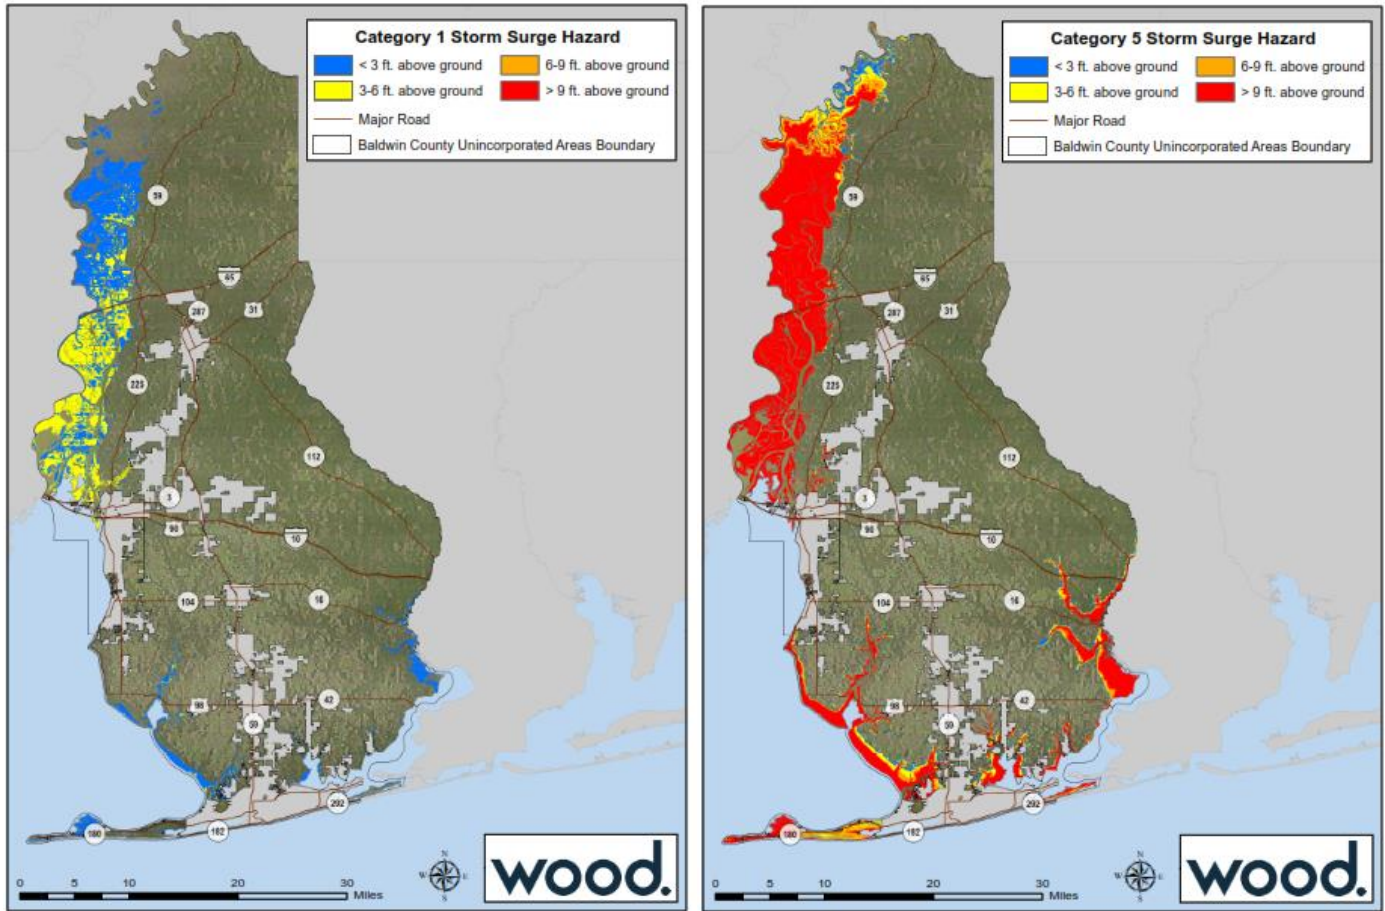 Category 1 Storm Surge Hazard
< 3 ft. above ground
6-9 ft. above ground
3-6 ft. above ground
> 9 ft. above ground
Major Road
Baldwin County Unincorporated Areas Boundary
59
65
287
31
225
112
3
90
10
104
16
98
42
59
292
180
182
N
W
E
S
wood.
0
5
10
20
30
Miles
Category 5 Storm Surge Hazard
< 3 ft. above ground
6-9 ft. above ground
3-6 ft. above ground
> 9 ft. above ground
Major Road
Baldwin County Unincorporated Areas Boundary
59
65
287
31
225
112
3
90
10
104
16
98
42
59
292
180
182
N
W
E
S
wood.
0
5
10
20
30
Miles